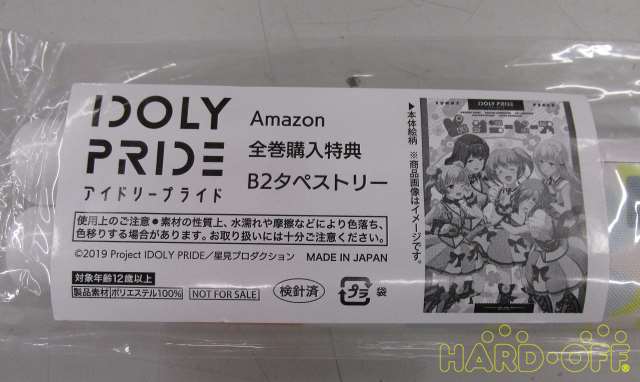 IDOLY
PRIDE
アイドリープライド
Amazon
全巻購入特典
B2タペストリー
▶本体絵柄 ※商品画像はイメージです。
IDOLY PRIDE
使用上のご注意●素材の性質上、水濡れや摩擦などにより色落ち、
色移りする場合があります。お取り扱いには十分ご注意ください。
©2019 Project IDOLY PRIDE/星見プロダクション MADE IN JAPAN
対象年齢12歳以上
製品素材 ポリエステル100% NOT FOR SALE
検針済
プラ 袋
HARD-OFF